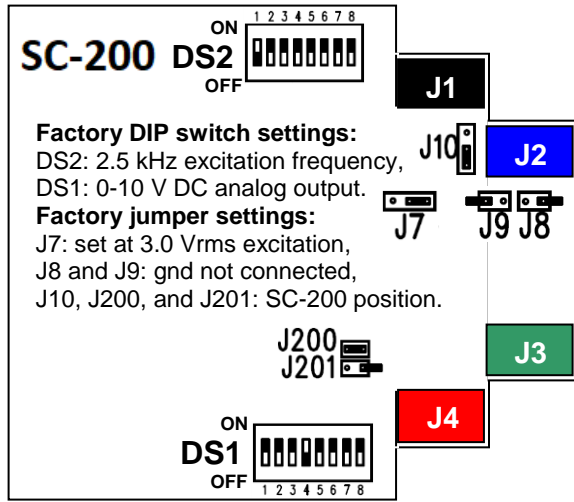 1 2 3 4 5 6 7 8
ON
SC-200 DS2
OFF
J1
Factory DIP switch settings:
DS2: 2.5 kHz excitation frequency,
DS1: 0-10 V DC analog output.
Factory jumper settings:
J7: set at 3.0 Vrms excitation,
J8 and J9: gnd not connected,
J10, J200, and J201: SC-200 position.
J10
J2
J7
J9 J8
J200
J201
J3
J4
ON
DS1
OFF
1 2 3 4 5 6 7 8